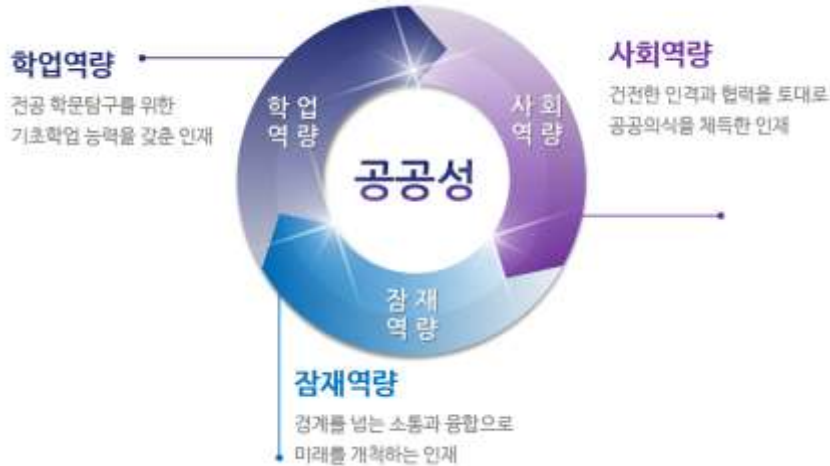 학업역량
전공 학문탐구를 위한
기초학업 능력을 갖춘 인재
학 업
역 량
사 회
역 량
사회역량
건전한 인격과 협력을 토대로
공공의식을 체득한 인재
공공성
잠 재
역 량
잠재역량
경계를 넘는 소통과 융합으로
미래를 개척하는 인재